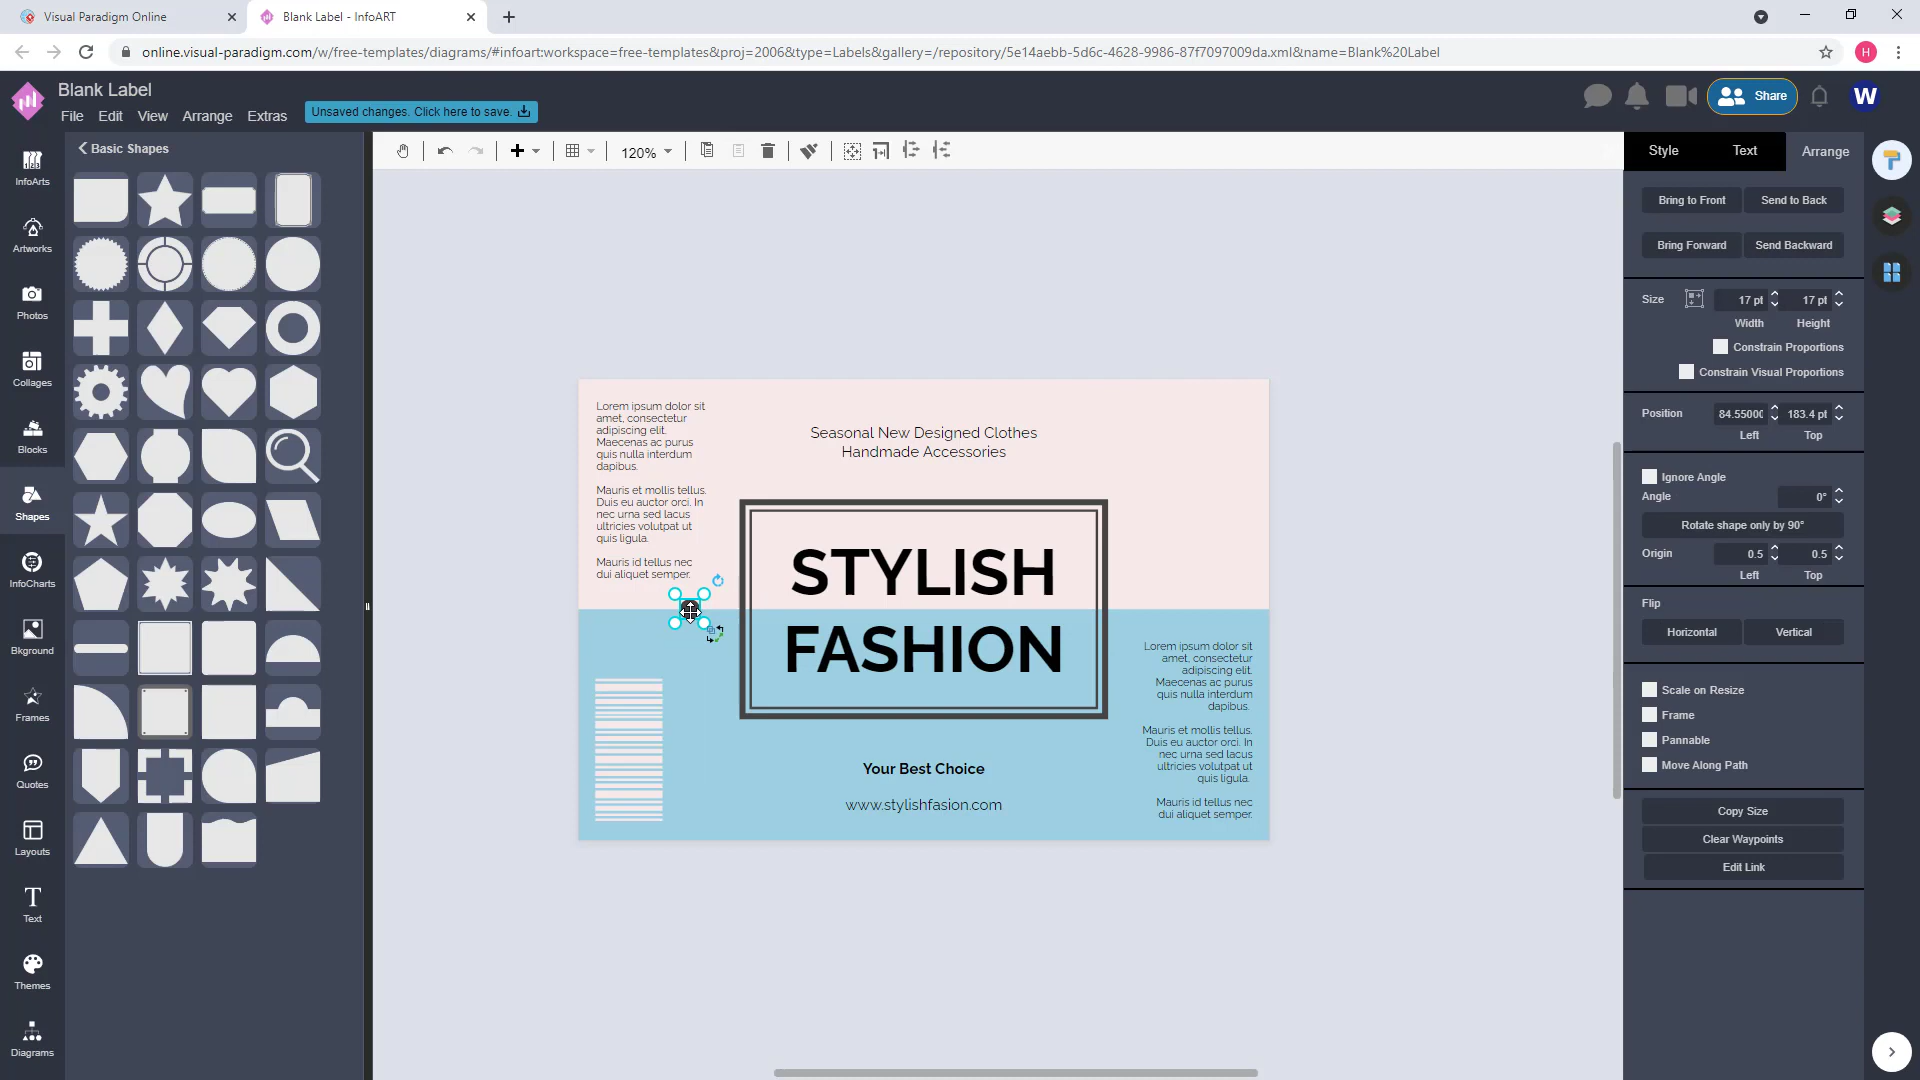 Visual Paradigm Online
Blank Label - InfoART
online.visual-paradigm.com/w/free-templates/diagrams/#infoart:workspace=free-templates&proj=2006&type=Labels&gallery=/repository/5e14aebb-5d6c-4628-9986-87f7097009da.xml&name=Blank%20Label
H
Blank Label
File Edit View Arrange Extras
Unsaved changes. Click here to save.
Share
W
InfoArts
Artworks
Photos
Collages
Blocks
Shapes
InfoCharts
Bkground
Frames
Quotes
Layouts
Text
Themes
Diagrams
Basic Shapes
120%
Lorem ipsum dolor sit
amet, consectetur
adipiscing elit.
Maecenas ac purus
quis nulla interdum
dapibus.
Mauris et mollis tellus.
Duis eu auctor orci. In
nec urna sed lacus
ultricies volutpat ut
quis ligula.
Mauris id tellus nec
dui aliquet semper.
Seasonal New Designed Clothes
Handmade Accessories
STYLISH
FASHION
Your Best Choice
www.stylishfasion.com
Lorem ipsum dolor sit
amet, consectetur
adipiscing elit.
Maecenas ac purus
quis nulla interdum
dapibus.
Mauris et mollis tellus.
Duis eu auctor orci. In
nec urna sed lacus
ultricies volutpat ut
quis ligula.
Mauris id tellus nec
dui aliquet semper.
Style Text Arrange
Bring to Front Send to Back
Bring Forward Send Backward
Size 17 pt 17 pt
Width Height
Constrain Proportions
Constrain Visual Proportions
Position 84.5500 183.4 pt
Left Top
Ignore Angle
Angle 0°
Rotate shape only by 90°
Origin 0.5 0.5
Left Top
Flip
Horizontal Vertical
Scale on Resize
Frame
Pannable
Move Along Path
Copy Size
Clear Waypoints
Edit Link